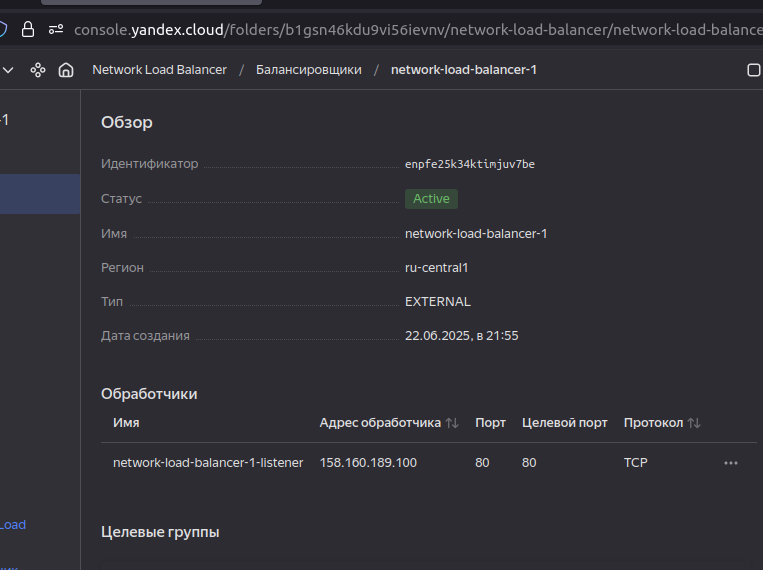 console.yandex.cloud/folders/b1gsn46kdu9vi56ievnv/network-load-balancer/network-load-balance
Network Load Balancer / Балансировщики / network-load-balancer-1
-1
Обзор
Идентификатор enpfe25k34ktimjuv7be
Статус Active
Имя network-load-balancer-1
Регион ru-central1
Тип EXTERNAL
Дата создания 22.06.2025, в 21:55
Обработчики
Имя Адрес обработчика Порт Целевой порт Протокол
network-load-balancer-1-listener 158.160.189.100 80 80 TCP
Load
Целевые группы